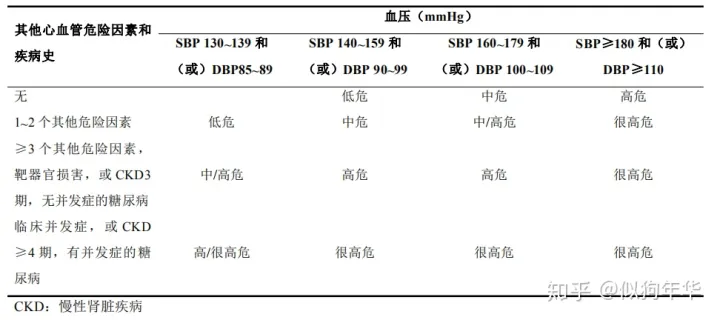 其他心血管危险因素和疾病史
血压（mmHg）
SBP 130~139 和（或）DBP85~89
SBP 140~159 和（或）DBP 90~99
SBP 160~179 和（或）DBP 100~109
SBP≥180 和（或）DBP≥110
无
低危
中危
高危
1~2 个其他危险因素
低危
中危
中/高危
很高危
≥3 个其他危险因素，
靶器官损害，或 CKD3
期，无并发症的糖尿病
中/高危
高危
高危
很高危
临床并发症，或 CKD
≥4 期，有并发症的糖
尿病
高/很高危
很高危
很高危
很高危
CKD：慢性肾脏疾病
知乎 @似狗年华